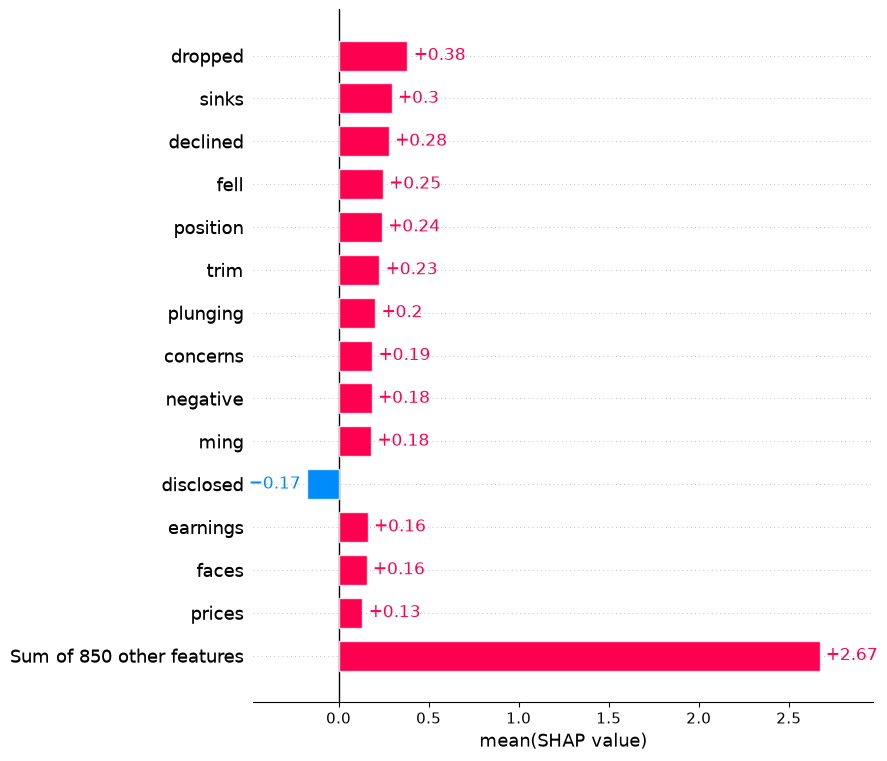 dropped +0.38
sinks +0.3
declined +0.28
fell +0.25
position +0.24
trim +0.23
plunging +0.2
concerns +0.19
negative +0.18
ming +0.18
disclosed −0.17
earnings +0.16
faces +0.16
prices +0.13
Sum of 850 other features +2.67
0.0 0.5 1.0 1.5 2.0 2.5
mean(SHAP value)